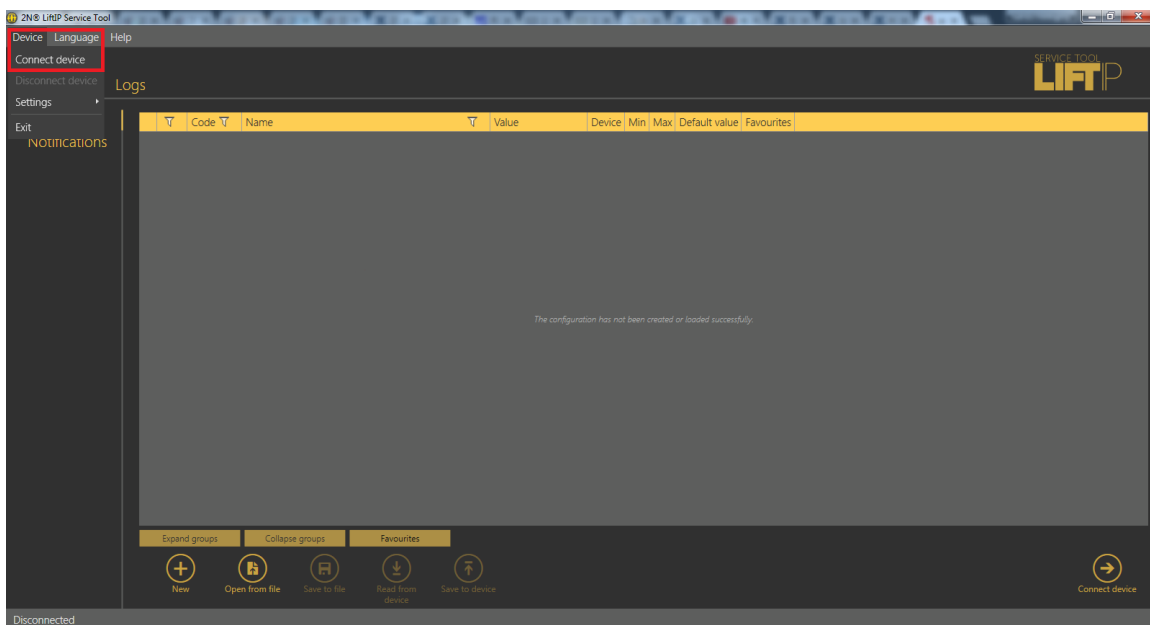 2N® LiftIP Service Tool
Device Language Help
Connect device
Disconnect device
Settings
Exit
Notifications
Logs
SERVICE TOOL
LIFTIP
Code Name Value Device Min Max Default value Favourites
The configuration has not been created or loaded successfully.
Expand groups Collapse groups Favourites
New Open from file Save to file Read from device Save to device
Connect device
Disconnected